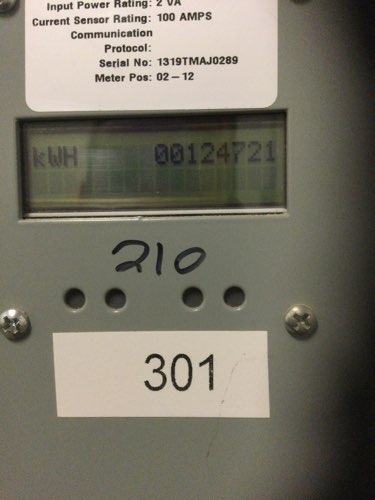 Input Power Rating: 2 VA
Current Sensor Rating: 100 AMPS
Communication
Protocol:
Serial No: 1319TMAJ0289
Meter Pos: 02-12
kWH 00124721
210
301